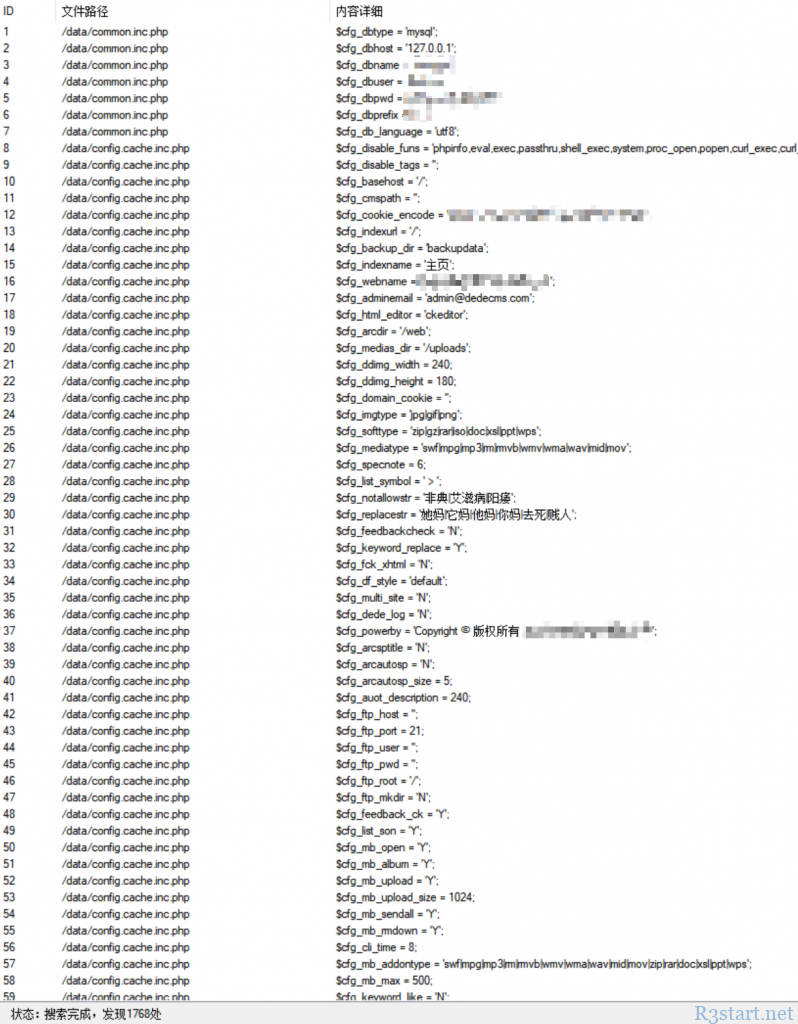 ID 文件路径 内容详细
1 /data/common.inc.php $cfg_dbtype = 'mysql';
2 /data/common.inc.php $cfg_dbhost = '127.0.0.1';
3 /data/common.inc.php $cfg_dbname =
4 /data/common.inc.php $cfg_dbuser =
5 /data/common.inc.php $cfg_dbpwd =
6 /data/common.inc.php $cfg_dbprefix
7 /data/common.inc.php $cfg_db_language = 'utf8';
8 /data/config.cache.inc.php $cfg_disable_funs = 'phpinfo,eval,exec,passthru,shell_exec,system,proc_open,popen,curl_exec,curl_
9 /data/config.cache.inc.php $cfg_disable_tags = '';
10 /data/config.cache.inc.php $cfg_basehost = '/';
11 /data/config.cache.inc.php $cfg_cmspath = '';
12 /data/config.cache.inc.php $cfg_cookie_encode = '
13 /data/config.cache.inc.php $cfg_indexurl = '/';
14 /data/config.cache.inc.php $cfg_backup_dir = 'backupdata';
15 /data/config.cache.inc.php $cfg_indexname = '主页';
16 /data/config.cache.inc.php $cfg_webname = ';
17 /data/config.cache.inc.php $cfg_adminemail = 'admin@dedecms.com';
18 /data/config.cache.inc.php $cfg_html_editor = 'ckeditor';
19 /data/config.cache.inc.php $cfg_arcdir = '/web';
20 /data/config.cache.inc.php $cfg_medias_dir = '/uploads';
21 /data/config.cache.inc.php $cfg_ddimg_width = 240;
22 /data/config.cache.inc.php $cfg_ddimg_height = 180;
23 /data/config.cache.inc.php $cfg_domain_cookie = '';
24 /data/config.cache.inc.php $cfg_imgtype = 'jpg|gif|png';
25 /data/config.cache.inc.php $cfg_softtype = 'zip|gz|rar|iso|doc|xsl|ppt|wps';
26 /data/config.cache.inc.php $cfg_mediatype = 'swf|mpg|mp3|rm|rmvb|wmv|wma|wav|mid|mov';
27 /data/config.cache.inc.php $cfg_specnote = 6;
28 /data/config.cache.inc.php $cfg_list_symbol = ' > ';
29 /data/config.cache.inc.php $cfg_notallowstr = '非典|艾滋病|阳痿';
30 /data/config.cache.inc.php $cfg_replacestr = '她妈|它妈|他妈|你妈|去死|贱人';
31 /data/config.cache.inc.php $cfg_feedbackcheck = 'N';
32 /data/config.cache.inc.php $cfg_keyword_replace = 'Y';
33 /data/config.cache.inc.php $cfg_fck_xhtml = 'N';
34 /data/config.cache.inc.php $cfg_df_style = 'default';
35 /data/config.cache.inc.php $cfg_multi_site = 'N';
36 /data/config.cache.inc.php $cfg_dede_log = 'N';
37 /data/config.cache.inc.php $cfg_powerby = 'Copyright © 版权所有 ';
38 /data/config.cache.inc.php $cfg_arcsptitle = 'N';
39 /data/config.cache.inc.php $cfg_arcautosp = 'N';
40 /data/config.cache.inc.php $cfg_arcautosp_size = 5;
41 /data/config.cache.inc.php $cfg_auot_description = 240;
42 /data/config.cache.inc.php $cfg_ftp_host = '';
43 /data/config.cache.inc.php $cfg_ftp_port = 21;
44 /data/config.cache.inc.php $cfg_ftp_user = '';
45 /data/config.cache.inc.php $cfg_ftp_pwd = '';
46 /data/config.cache.inc.php $cfg_ftp_root = '/';
47 /data/config.cache.inc.php $cfg_ftp_mkdir = 'N';
48 /data/config.cache.inc.php $cfg_feedback_ck = 'Y';
49 /data/config.cache.inc.php $cfg_list_son = 'Y';
50 /data/config.cache.inc.php $cfg_mb_open = 'Y';
51 /data/config.cache.inc.php $cfg_mb_album = 'Y';
52 /data/config.cache.inc.php $cfg_mb_upload = 'Y';
53 /data/config.cache.inc.php $cfg_mb_upload_size = 1024;
54 /data/config.cache.inc.php $cfg_mb_sendall = 'Y';
55 /data/config.cache.inc.php $cfg_mb_rmdown = 'Y';
56 /data/config.cache.inc.php $cfg_cli_time = 8;
57 /data/config.cache.inc.php $cfg_mb_addontype = 'swf|mpg|mp3|rm|rmvb|wmv|wma|wav|mid|mov|zip|rar|doc|xsl|ppt|wps';
58 /data/config.cache.inc.php $cfg_mb_max = 500;
59 /data/config.cache.inc.php $cfg_keyword_like = 'N';
状态：搜索完成，发现1768处
R3start.net